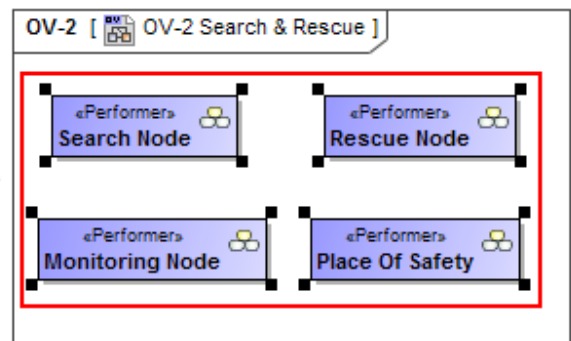 OV-2 [ OV-2 Search & Rescue ]
«Performer» «Performer»
Search Node Rescue Node
«Performer» «Performer»
Monitoring Node Place Of Safety